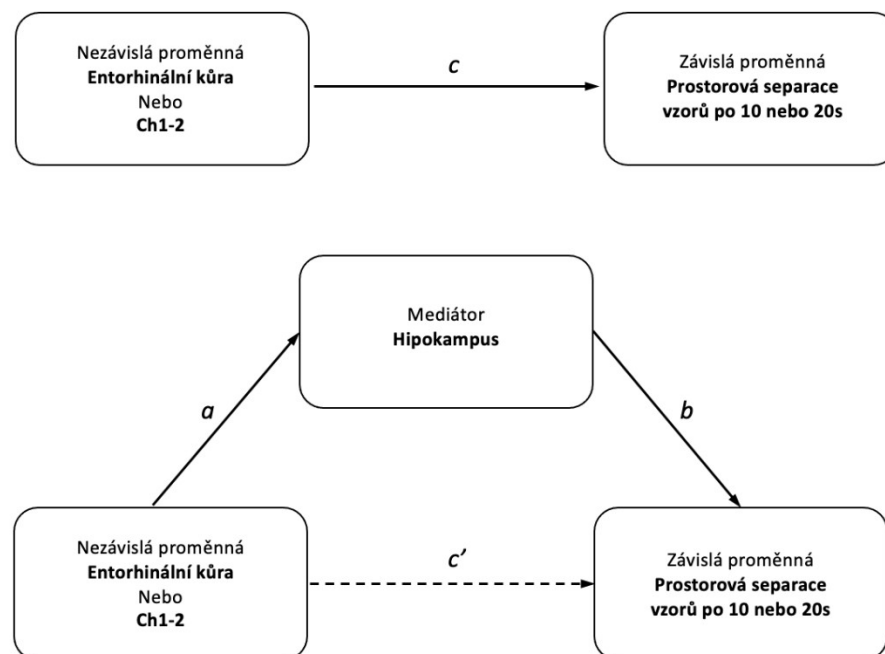 Nezávislá proměnná
Entorhinální kůra
Nebo
Ch1-2
c
Závislá proměnná
Prostorová separace
vzorů po 10 nebo 20s
Mediátor
Hipokampus
a
b
Nezávislá proměnná
Entorhinální kůra
Nebo
Ch1-2
c’
Závislá proměnná
Prostorová separace
vzorů po 10 nebo 20s